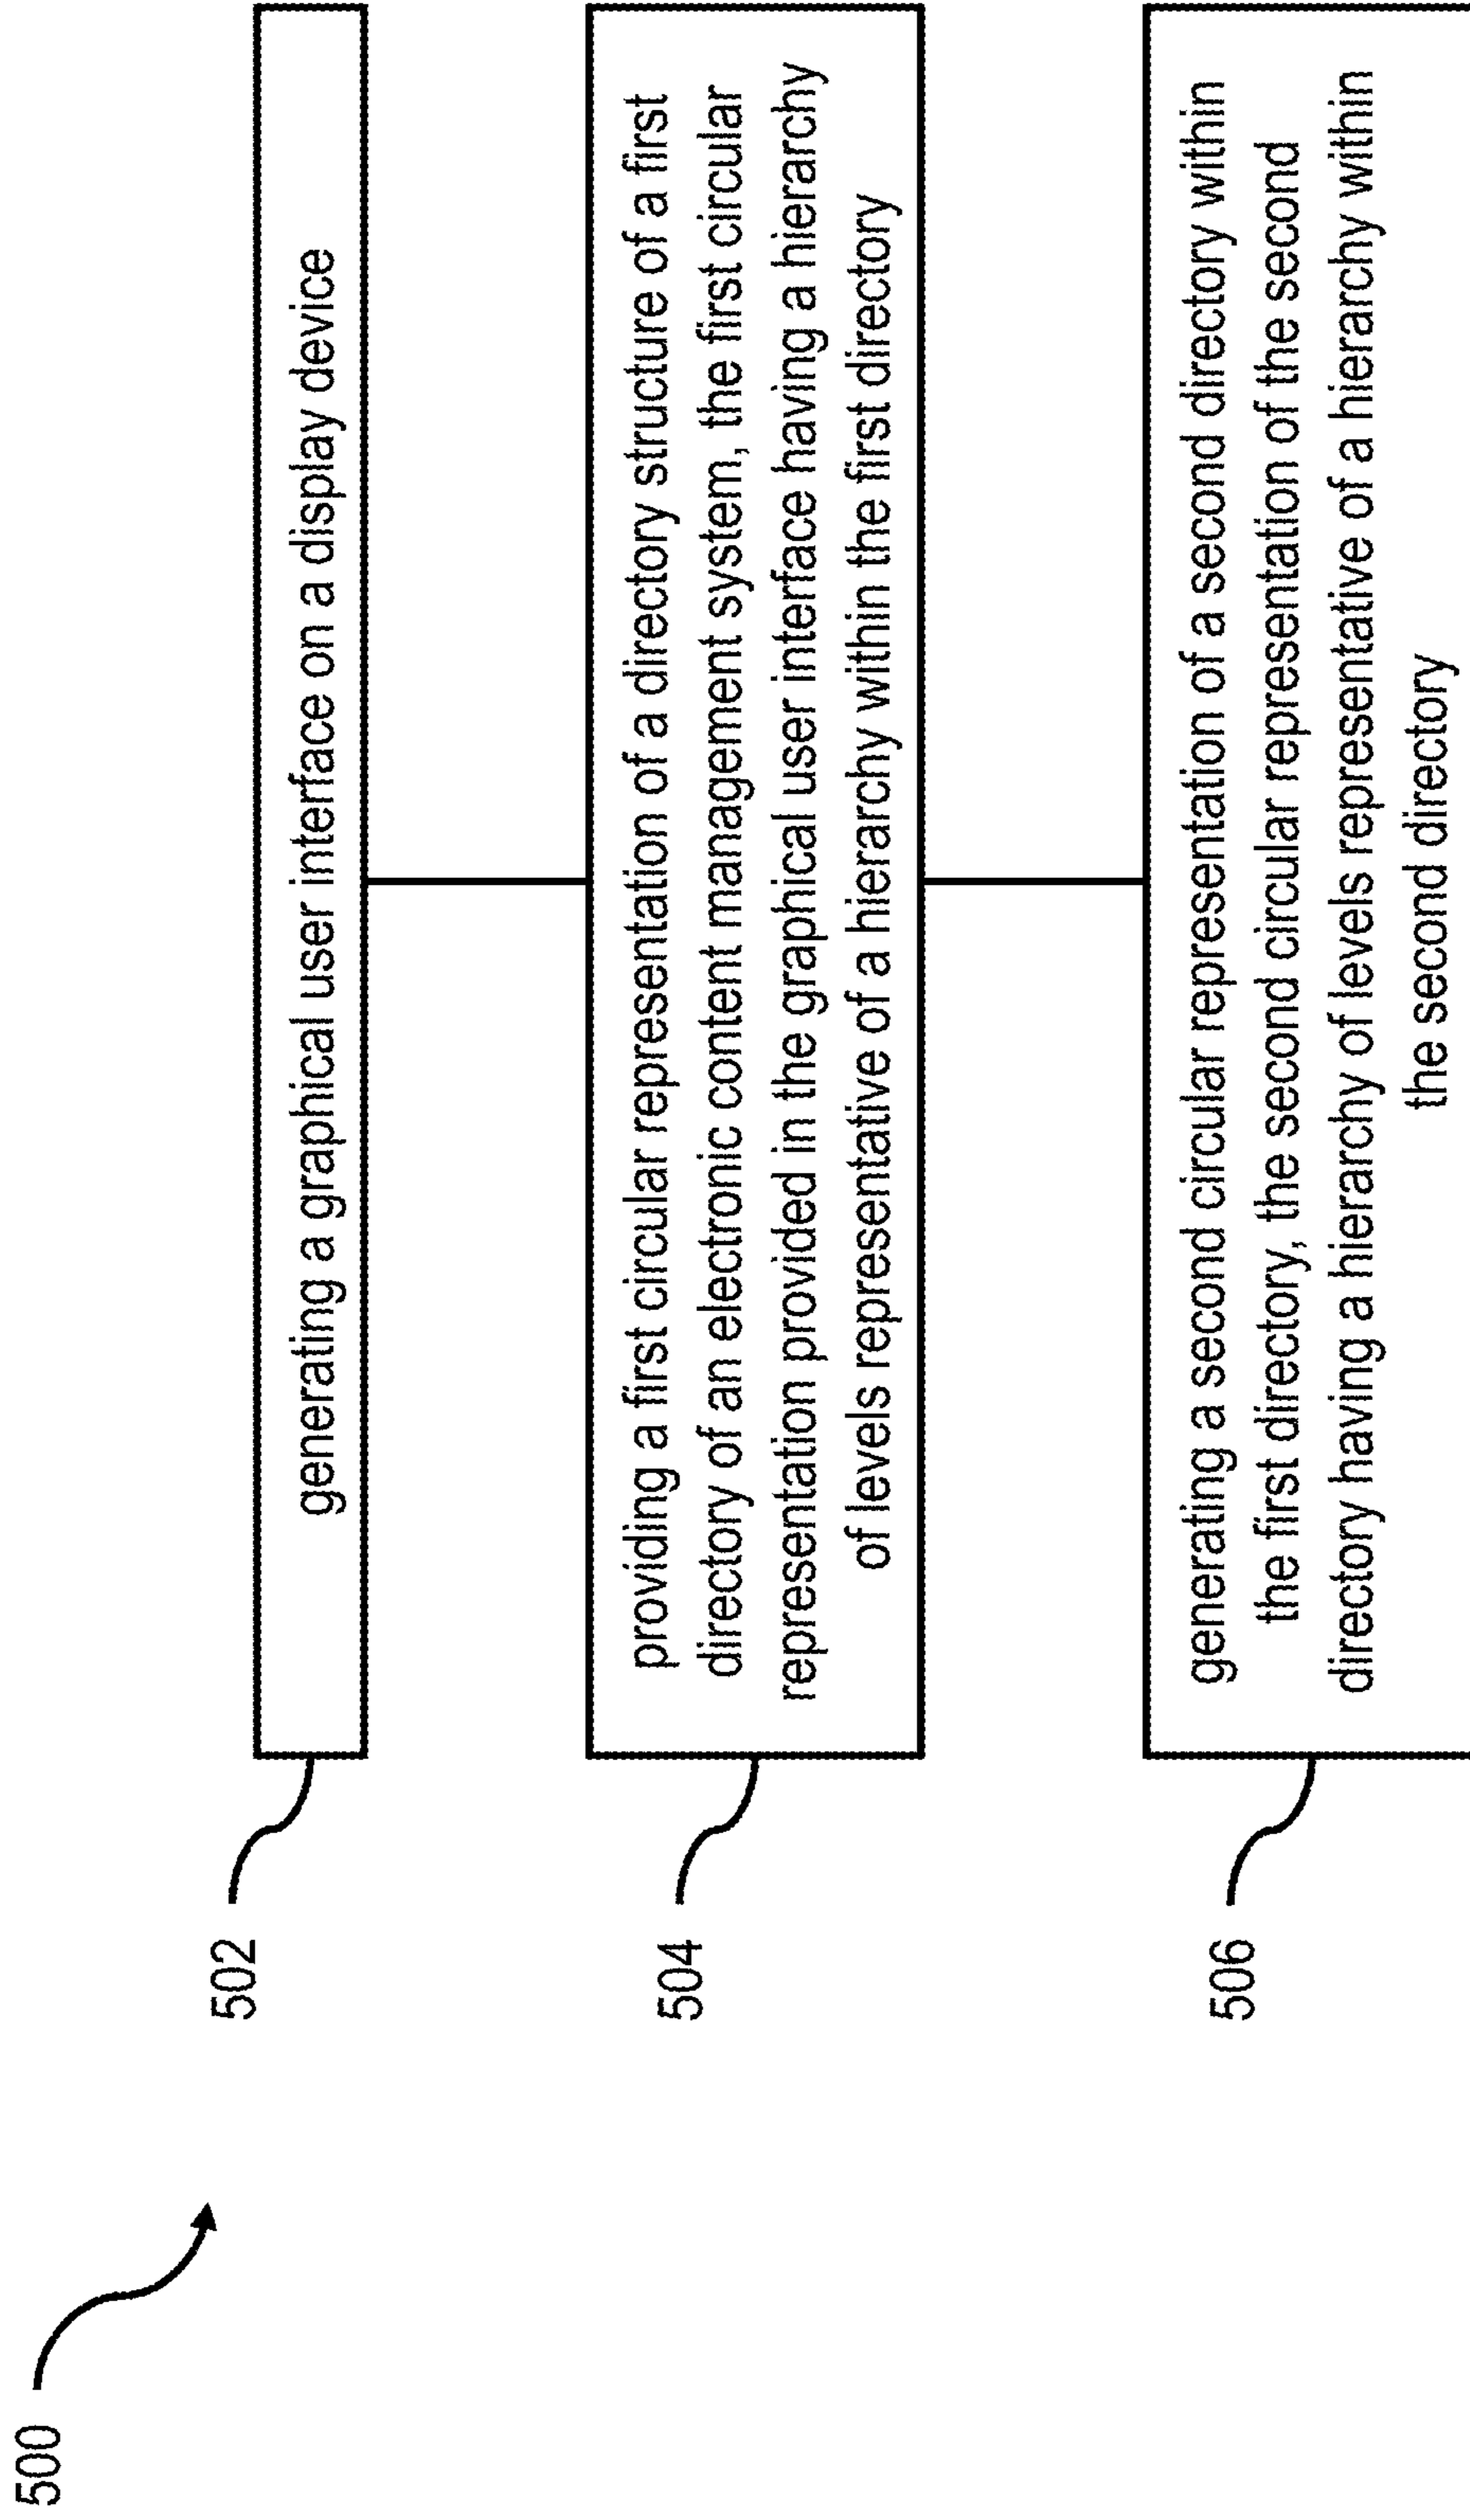 500
502
generating a graphical user interface on a display device
504
providing a first circular representation of a directory structure of a first
directory of an electronic content management system, the first circular
representation provided in the graphical user interface having a hierarchy
of levels representative of a hierarchy within the first directory
506
generating a second circular representation of a second directory within
the first directory, the second circular representation of the second
directory having a hierarchy of levels representative of a hierarchy within
the second directory